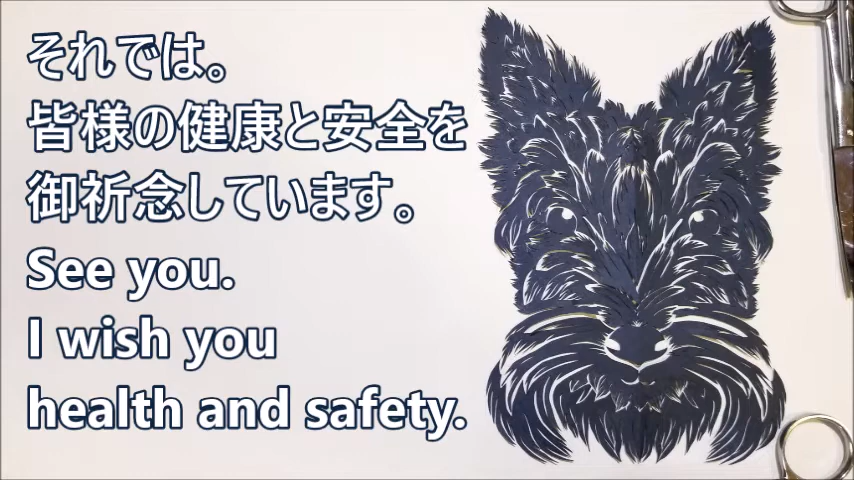 それでは。
皆様の健康と安全を
御祈念しています。
See you.
I wish you
health and safety.